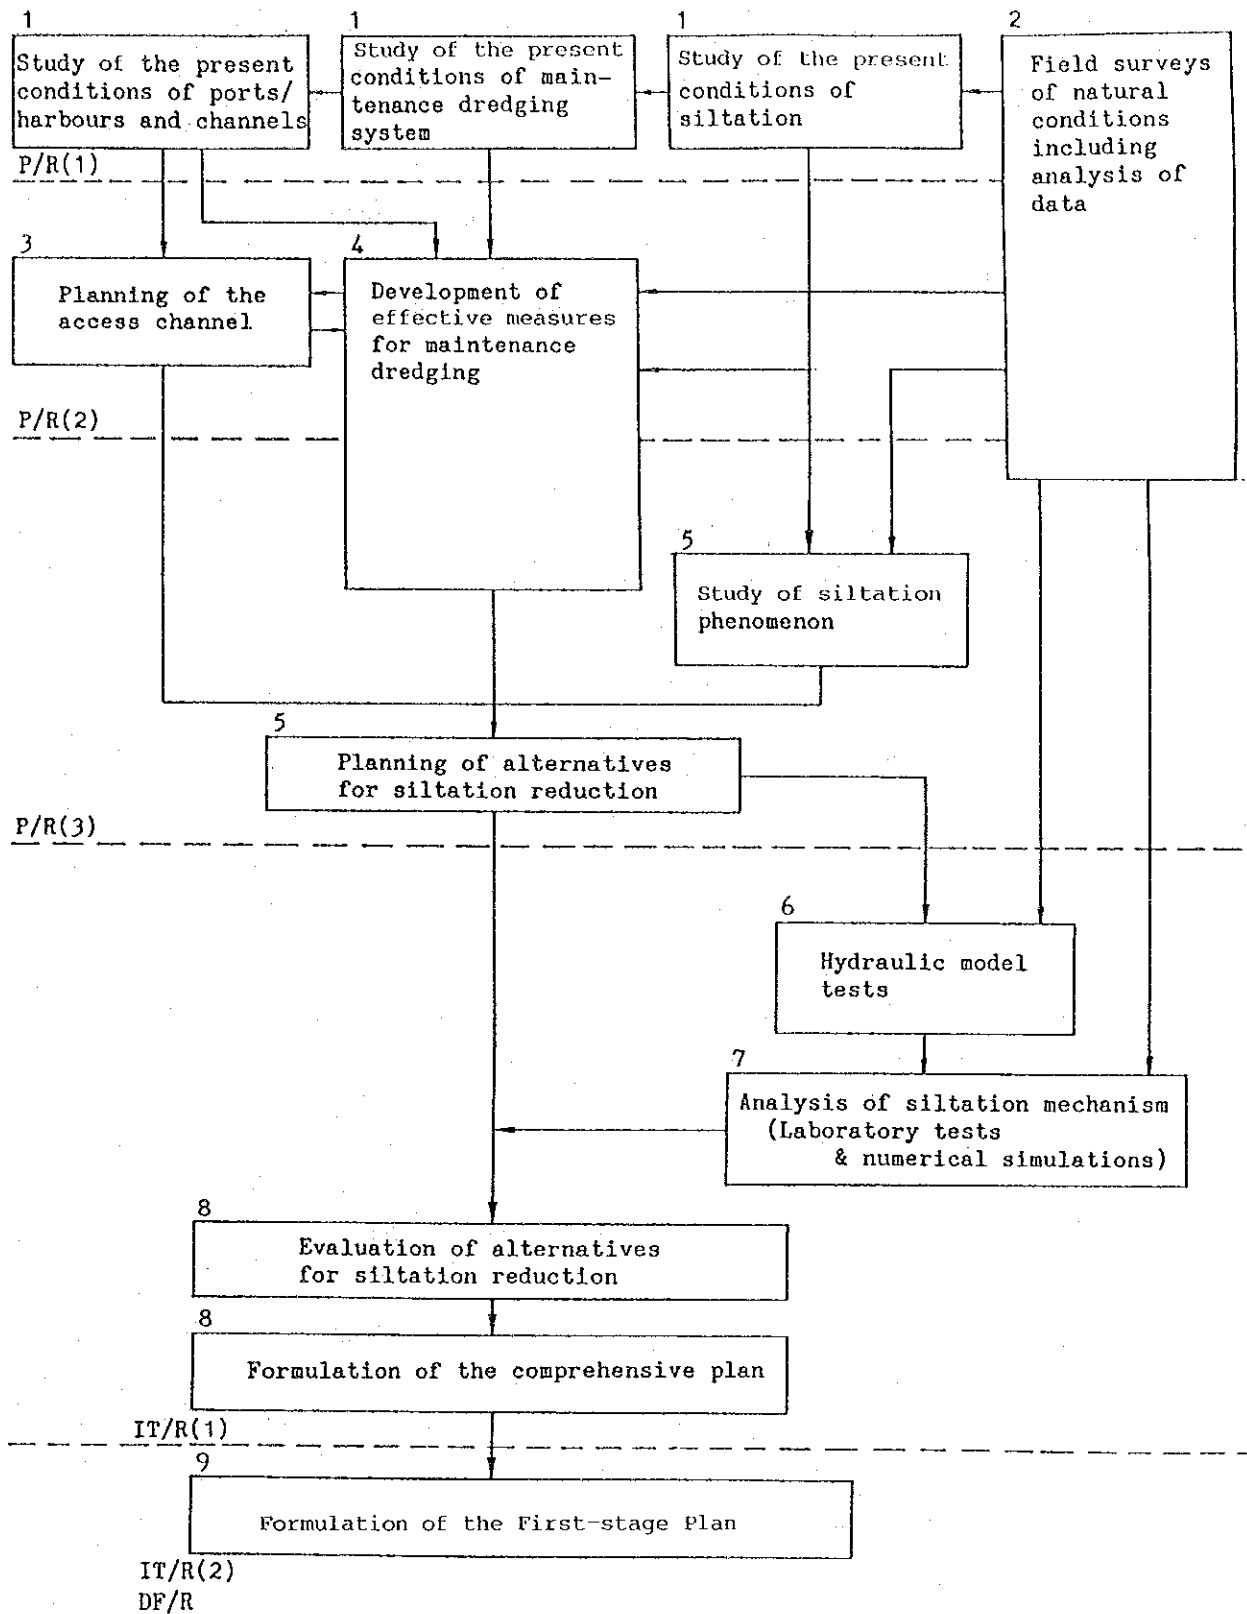 1
Study of the present
conditions of ports/
harbours and channels
1
Study of the present
conditions of main-
tenance dredging
system
1
Study of the present
conditions of
siltation
2
Field surveys
of natural
conditions
including
analysis of
data
P/R(1)
3
Planning of the
access channel
4
Development of
effective measures
for maintenance
dredging
P/R(2)
5
Study of siltation
phenomenon
5
Planning of alternatives
for siltation reduction
P/R(3)
6
Hydraulic model
tests
7
Analysis of siltation mechanism
(Laboratory tests
& numerical simulations)
8
Evaluation of alternatives
for siltation reduction
8
Formulation of the comprehensive plan
IT/R(1)
9
Formulation of the First-stage Plan
IT/R(2)
DF/R